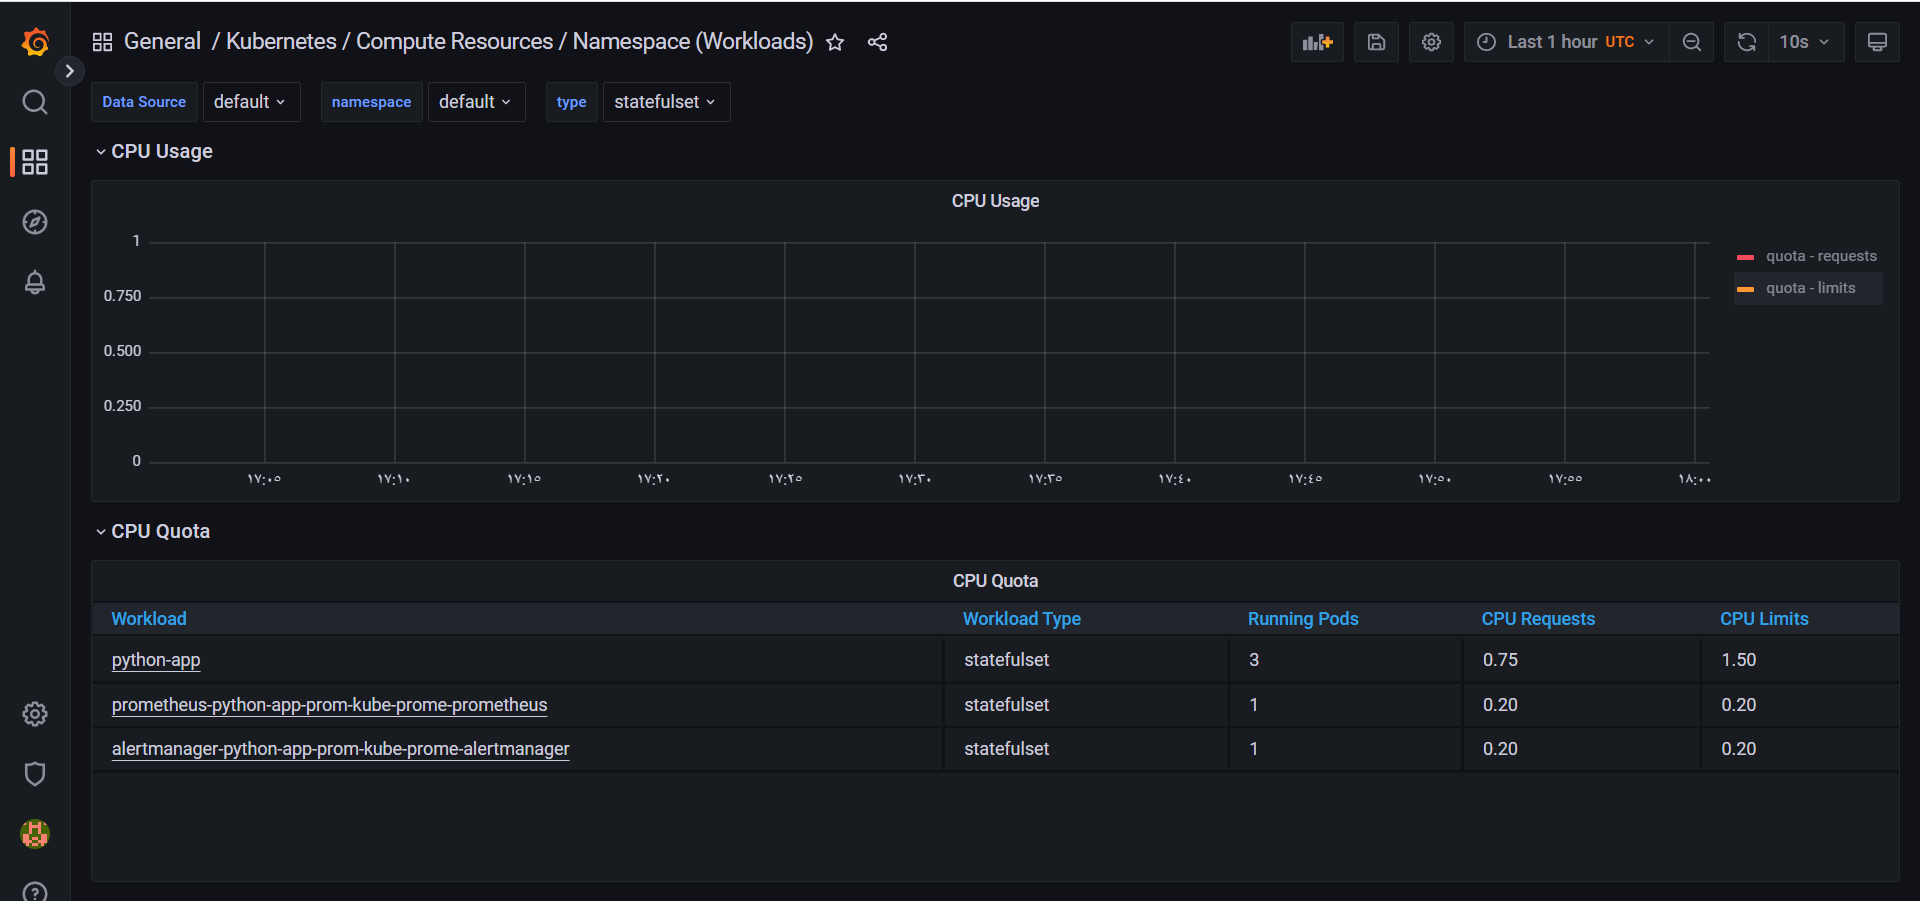 General / Kubernetes / Compute Resources / Namespace (Workloads)
Last 1 hour UTC
10s
Data Source default namespace default type statefulset
CPU Usage
CPU Usage
1
0.750
0.500
0.250
0
١٧:٠٥ ١٧:١٠ ١٧:١٥ ١٧:٢٠ ١٧:٢٥ ١٧:٣٠ ١٧:٣٥ ١٧:٤٠ ١٧:٤٥ ١٧:٥٠ ١٧:٥٥ ١٨:٠٠
quota - requests
quota - limits
CPU Quota
CPU Quota
Workload Workload Type Running Pods CPU Requests CPU Limits
python-app statefulset 3 0.75 1.50
prometheus-python-app-prom-kube-prome-prometheus statefulset 1 0.20 0.20
alertmanager-python-app-prom-kube-prome-alertmanager statefulset 1 0.20 0.20